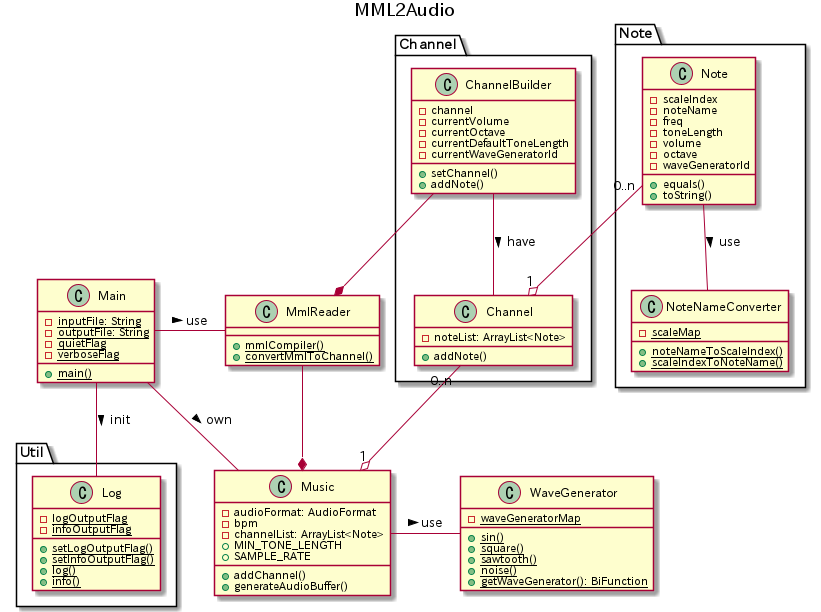 MML2Audio
Channel
C ChannelBuilder
channel
currentVolume
currentOctave
currentDefaultToneLength
currentWaveGeneratorId
setChannel()
addNote()
Note
C Note
scaleIndex
noteName
freq
toneLength
volume
octave
waveGeneratorId
equals()
toString()
0..n
have
use
1
C Main
inputFile: String
outputFile: String
quietFlag
verboseFlag
main()
use
C MmlReader
mmlCompiler()
convertMmlToChannel()
C Channel
noteList: ArrayList<Note>
addNote()
0..n
C NoteNameConverter
scaleMap
noteNameToScaleIndex()
scaleIndexToNoteName()
init
own
1
Util
C Log
logOutputFlag
infoOutputFlag
setLogOutputFlag()
setInfoOutputFlag()
log()
info()
C Music
audioFormat: AudioFormat
bpm
channelList: ArrayList<Note>
MIN_TONE_LENGTH
SAMPLE_RATE
addChannel()
generateAudioBuffer()
use
C WaveGenerator
waveGeneratorMap
sin()
square()
sawtooth()
noise()
getWaveGenerator(): BiFunction